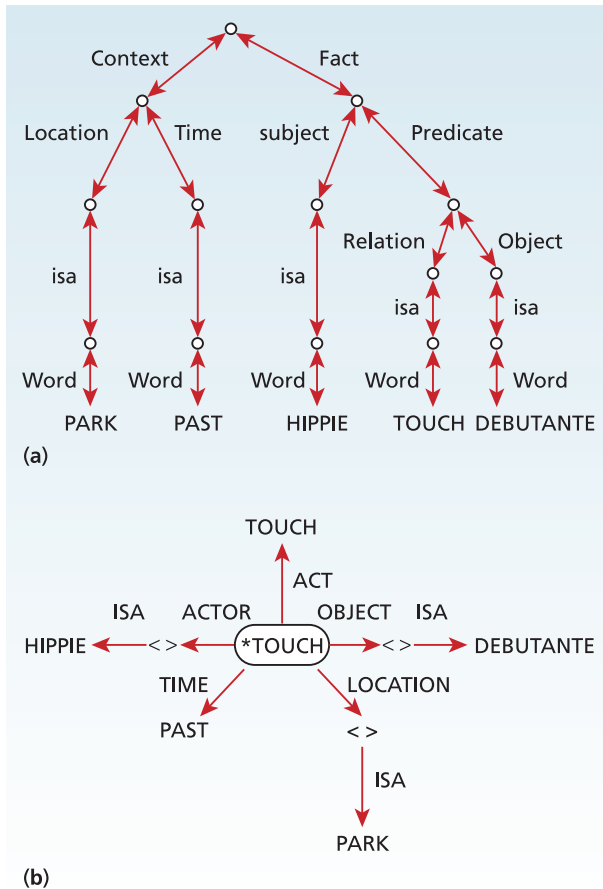 Context Fact
Location Time subject Predicate
Relation Object
isa isa isa isa isa
Word Word Word Word Word
PARK PAST HIPPIE TOUCH DEBUTANTE
(a)
TOUCH
ACT
ISA ACTOR OBJECT ISA
HIPPIE < > *TOUCH < > DEBUTANTE
TIME LOCATION
PAST < >
ISA
PARK
(b)